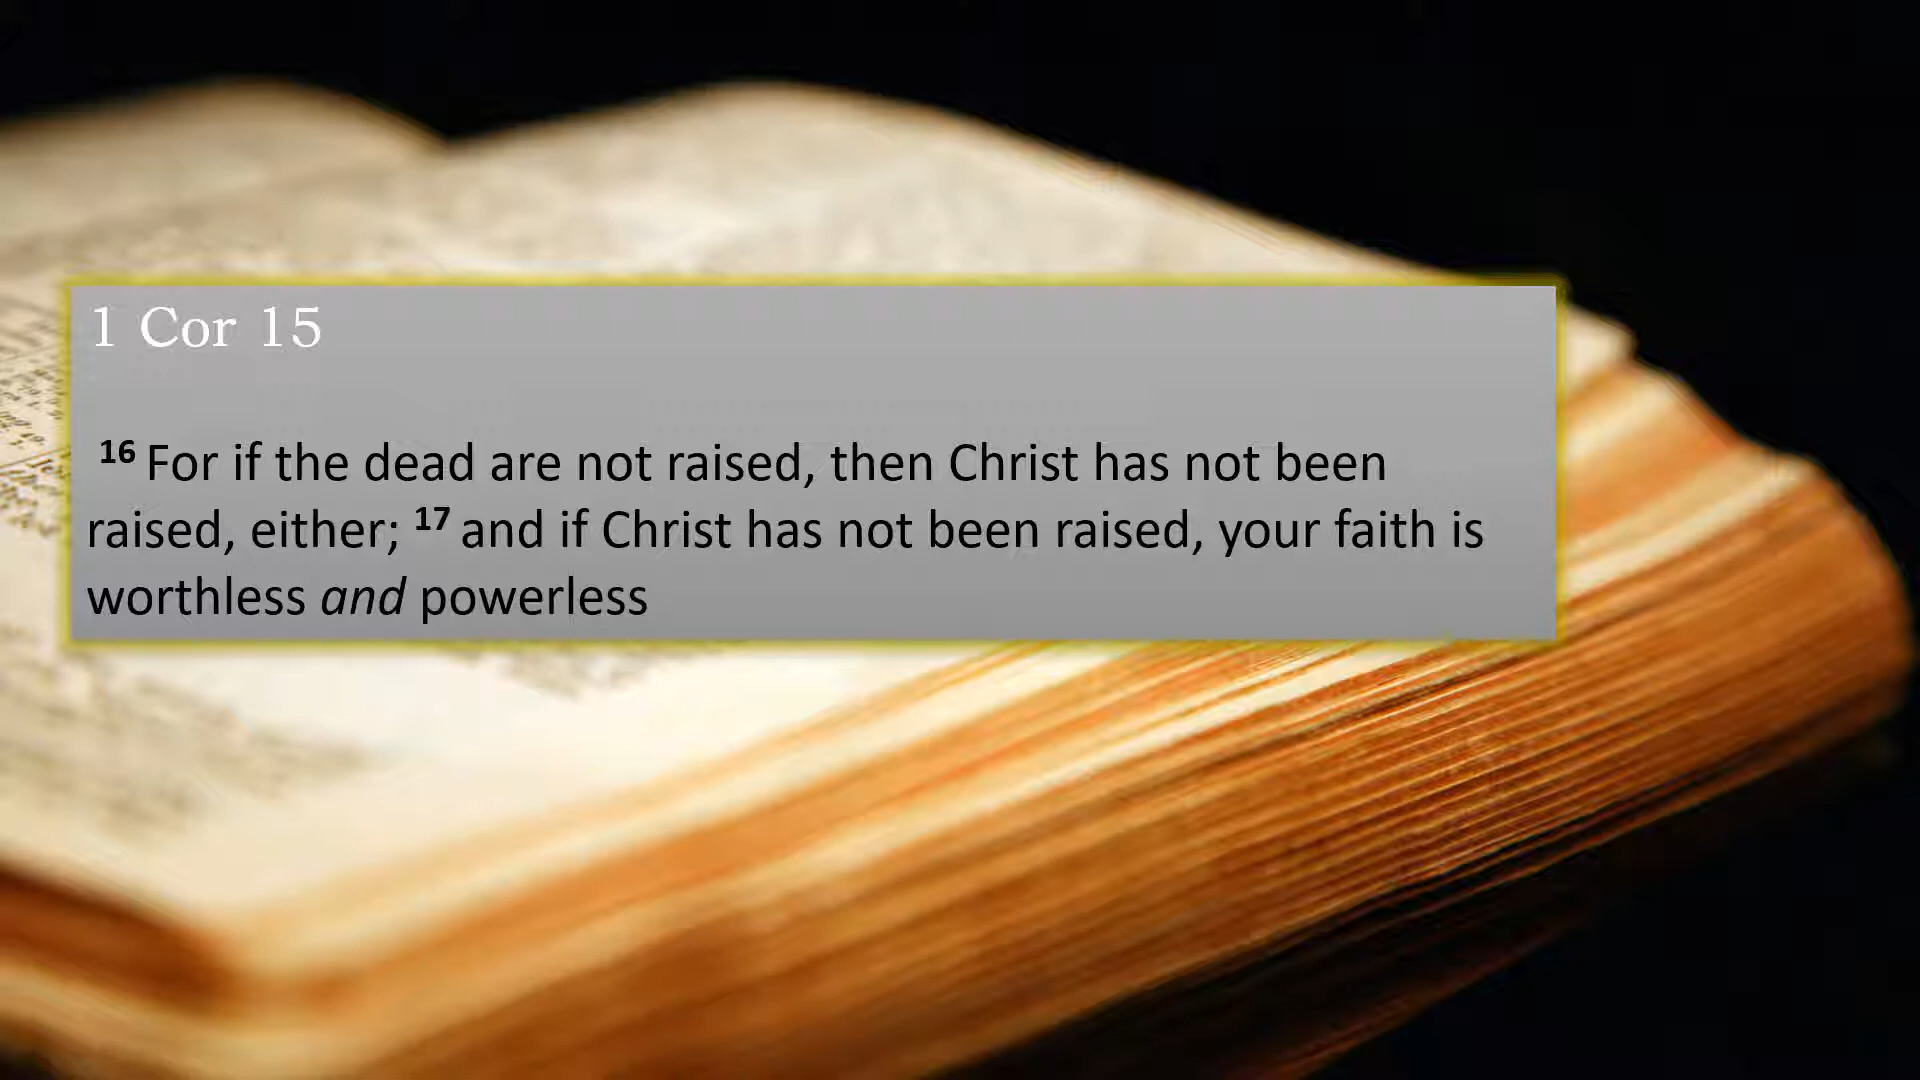 1 Cor 15
16 For if the dead are not raised, then Christ has not been
raised, either; 17 and if Christ has not been raised, your faith is
worthless and powerless